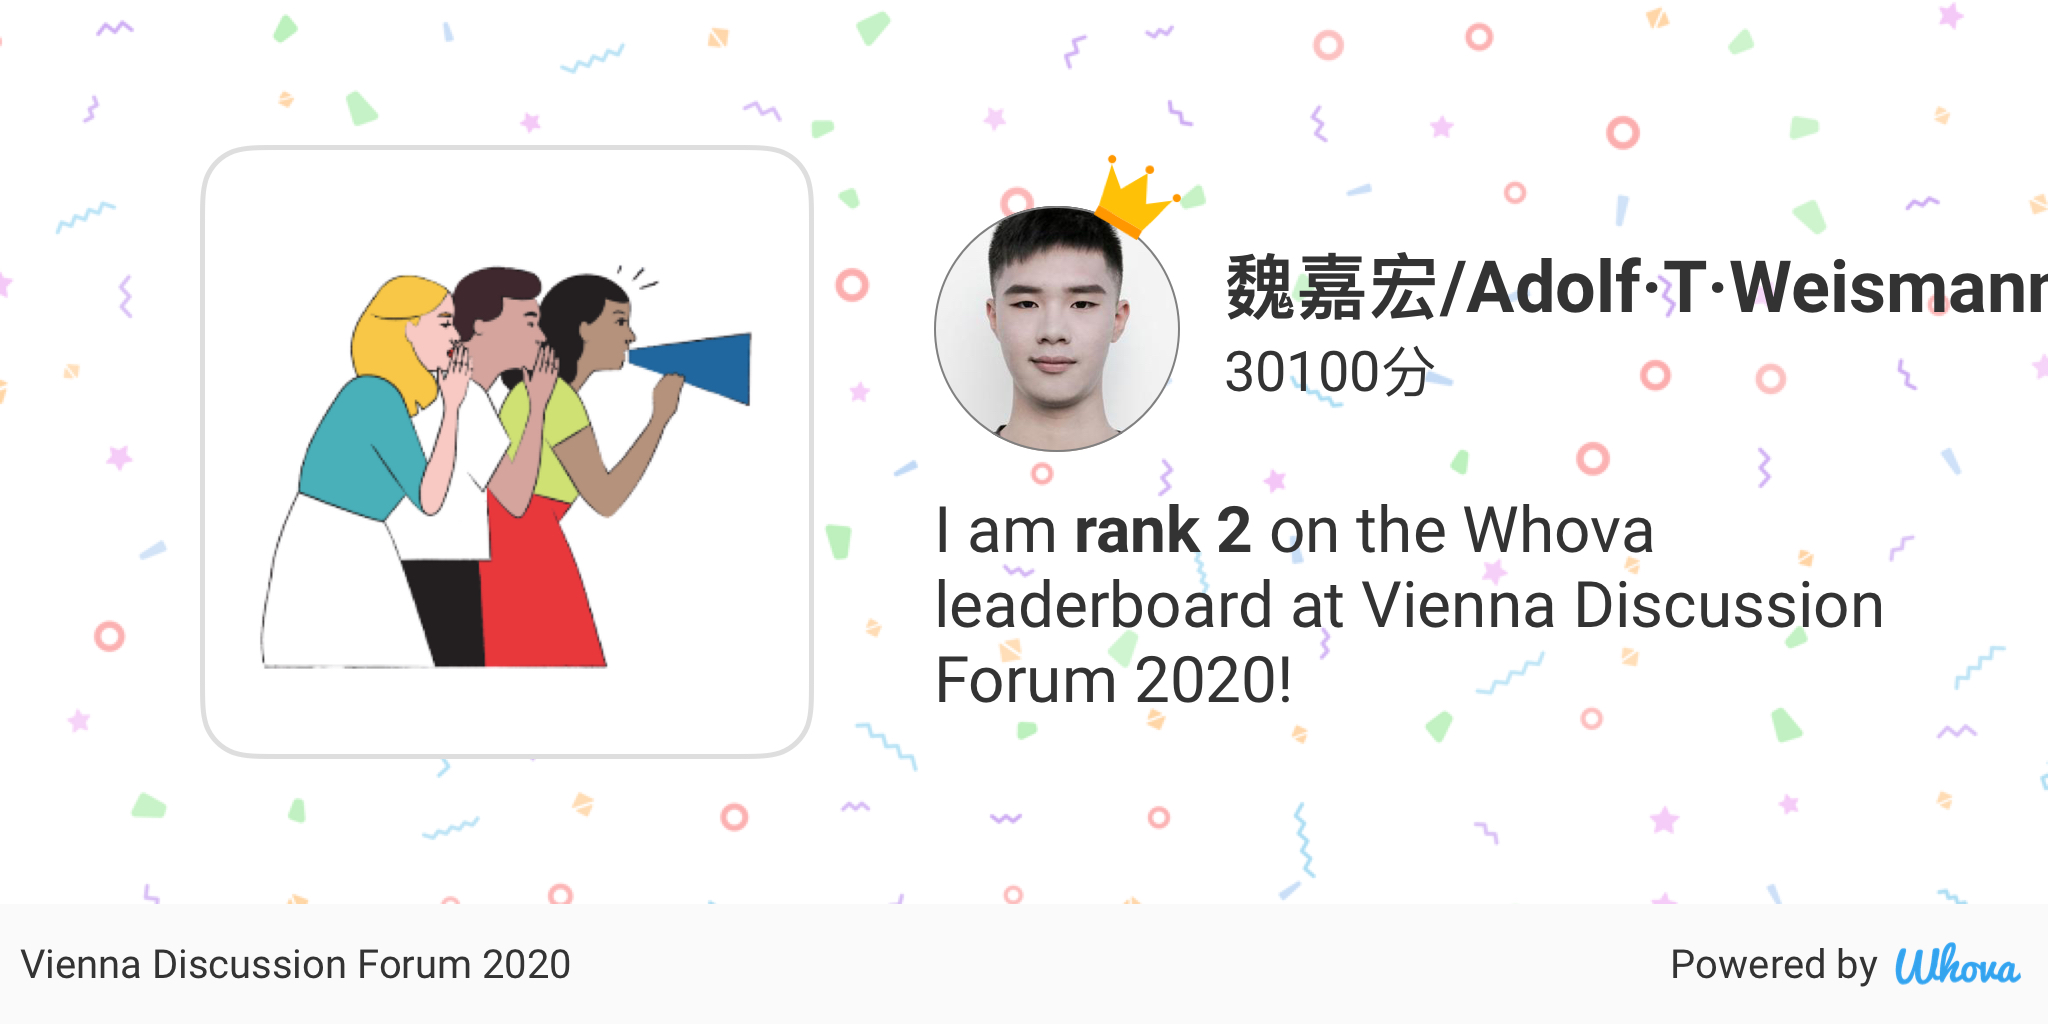 魏嘉宏/Adolf·T·Weismann
30100分
I am rank 2 on the Whova
leaderboard at Vienna Discussion
Forum 2020!
Vienna Discussion Forum 2020
Powered by Whova